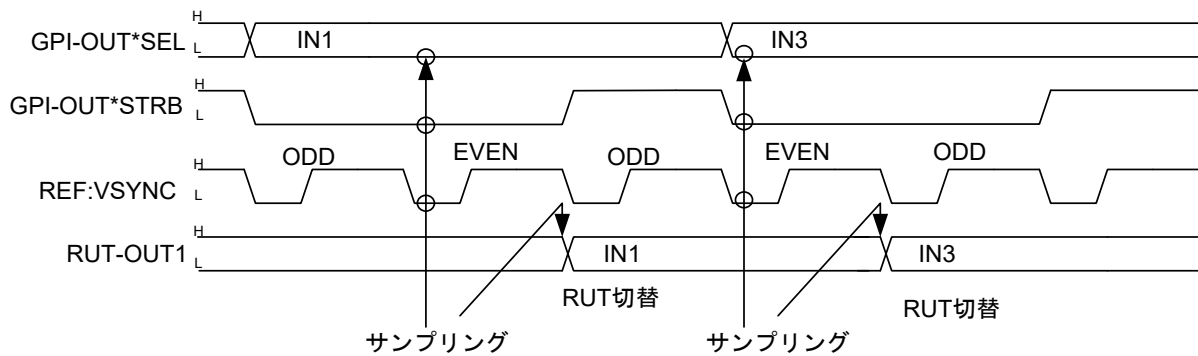 H
GPI-OUT*SEL L IN1 IN3
H
GPI-OUT*STRB L
H ODD EVEN ODD EVEN ODD
REF:VSYNC L
H
RUT-OUT1 L IN1 IN3
RUT切替 RUT切替
サンプリング サンプリング